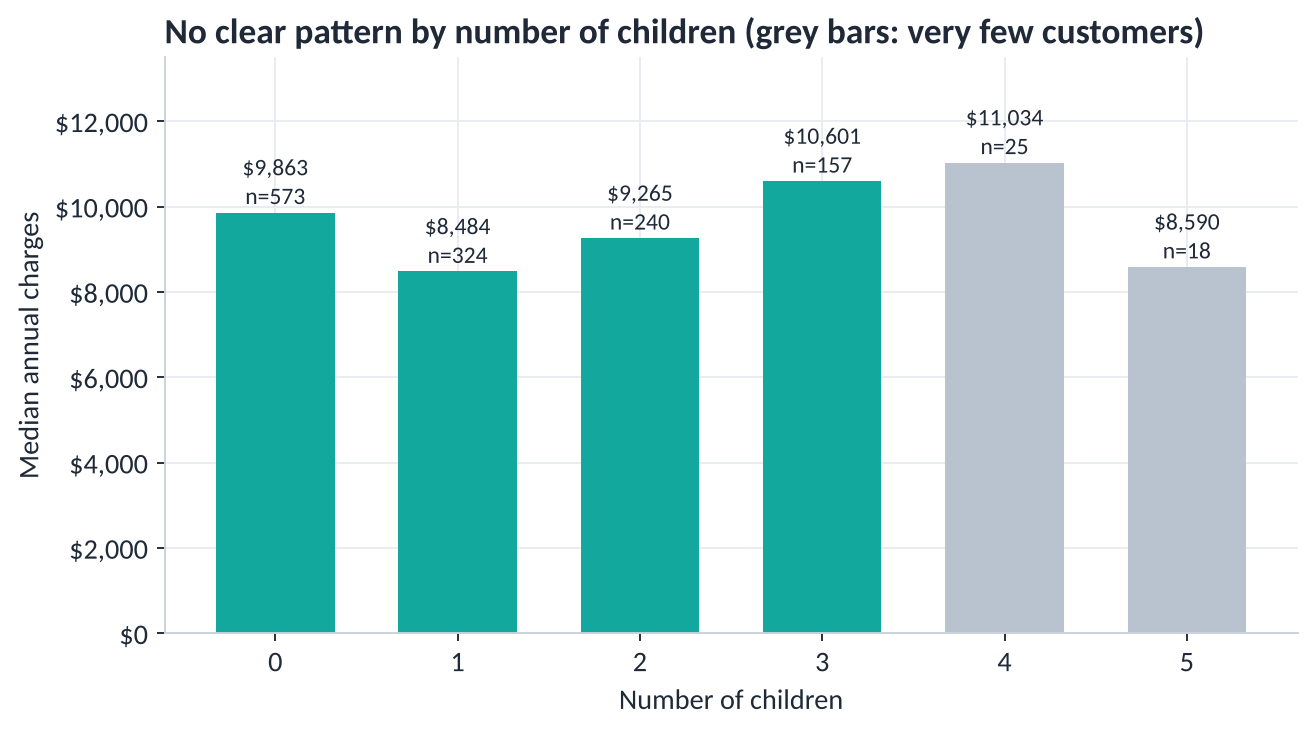 No clear pattern by number of children (grey bars: very few customers)
Median annual charges
$12,000
$10,000
$8,000
$6,000
$4,000
$2,000
$0
$9,863
n=573
$8,484
n=324
$9,265
n=240
$10,601
n=157
$11,034
n=25
$8,590
n=18
0 1 2 3 4 5
Number of children